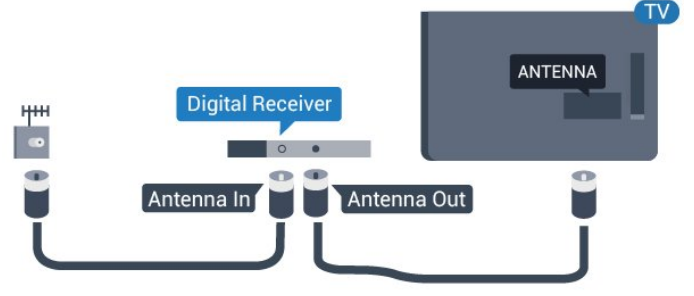 TV
ANTENNA
Digital Receiver
Antenna In
Antenna Out